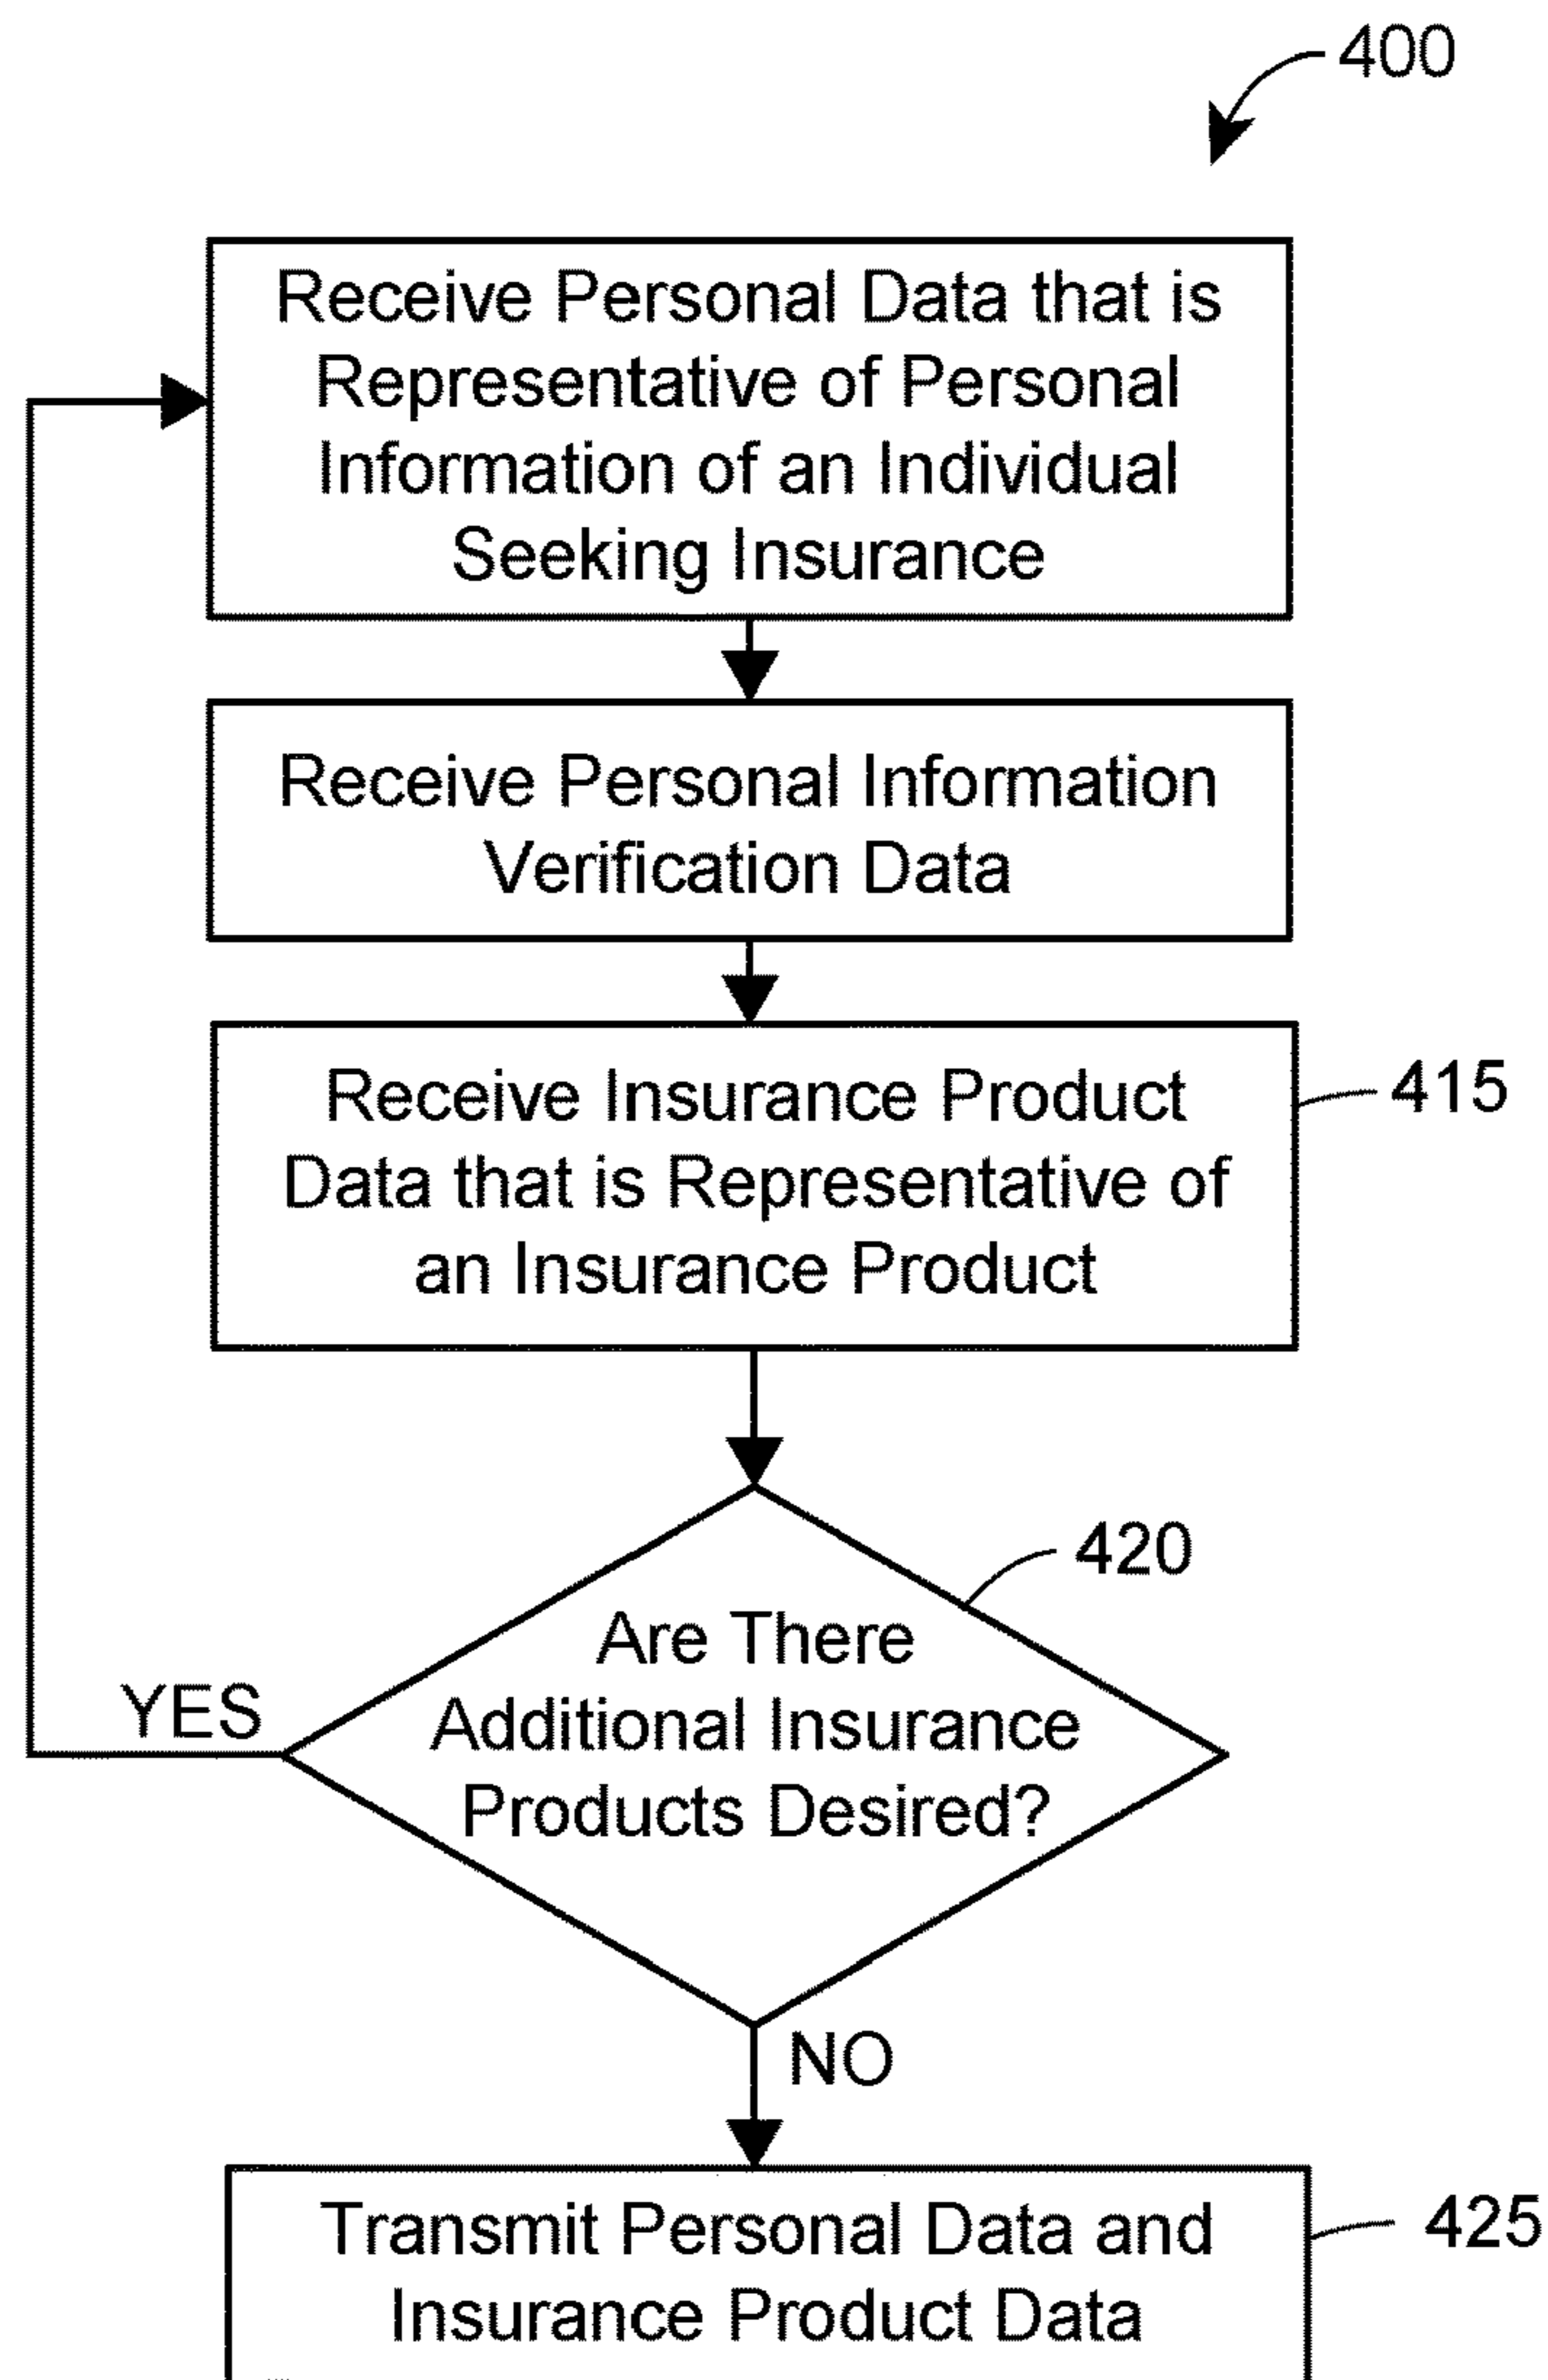 400
Receive Personal Data that is
Representative of Personal
Information of an Individual
Seeking Insurance
Receive Personal Information
Verification Data
Receive Insurance Product
Data that is Representative of
an Insurance Product
415
420
Are There
Additional Insurance
Products Desired?
YES
NO
Transmit Personal Data and
Insurance Product Data
425